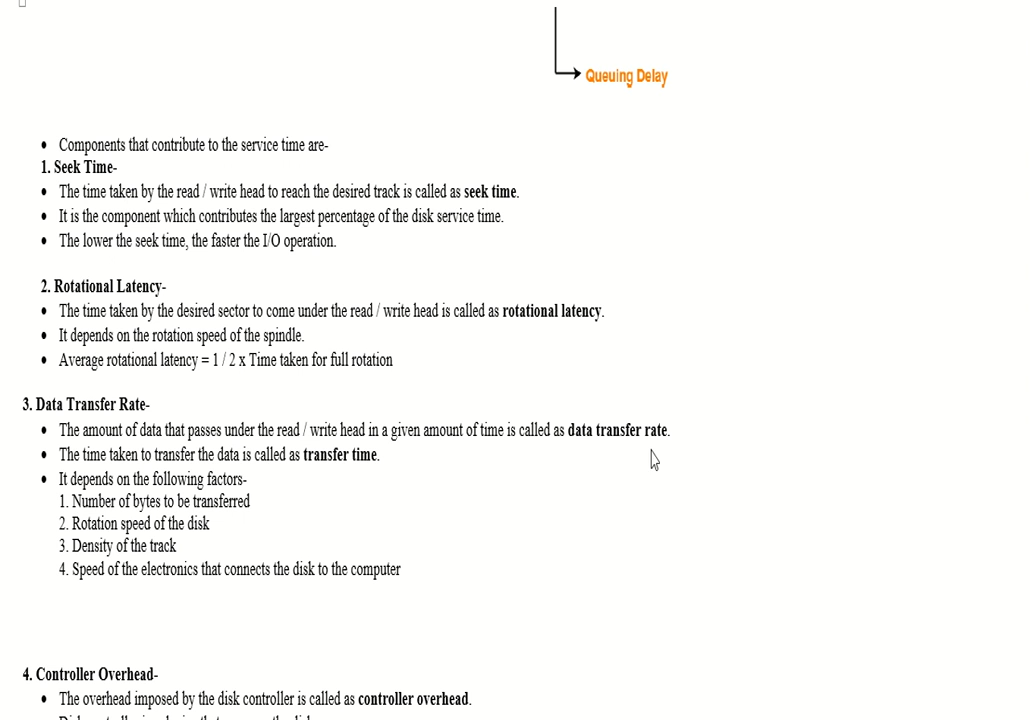 Queuing Delay
• Components that contribute to the service time are-
1. Seek Time-
• The time taken by the read / write head to reach the desired track is called as seek time.
• It is the component which contributes the largest percentage of the disk service time.
• The lower the seek time, the faster the I/O operation.
2. Rotational Latency-
• The time taken by the desired sector to come under the read / write head is called as rotational latency.
• It depends on the rotation speed of the spindle.
• Average rotational latency = 1 / 2 x Time taken for full rotation
3. Data Transfer Rate-
• The amount of data that passes under the read / write head in a given amount of time is called as data transfer rate.
• The time taken to transfer the data is called as transfer time.
• It depends on the following factors-
1. Number of bytes to be transferred
2. Rotation speed of the disk
3. Density of the track
4. Speed of the electronics that connects the disk to the computer
4. Controller Overhead-
• The overhead imposed by the disk controller is called as controller overhead.